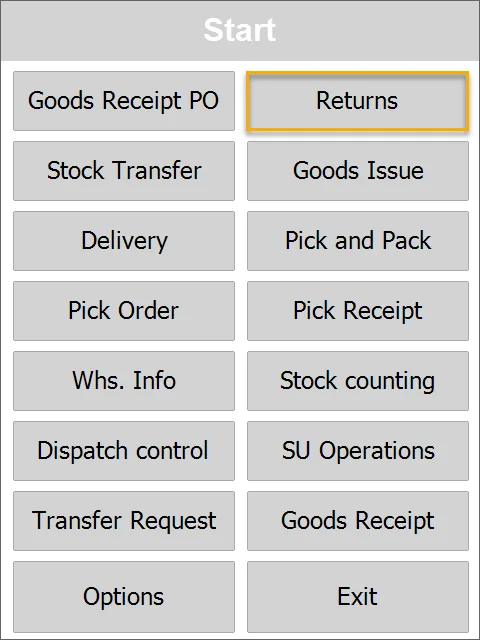 Start
Goods Receipt PO
Returns
Stock Transfer
Goods Issue
Delivery
Pick and Pack
Pick Order
Pick Receipt
Whs. Info
Stock counting
Dispatch control
SU Operations
Transfer Request
Goods Receipt
Options
Exit